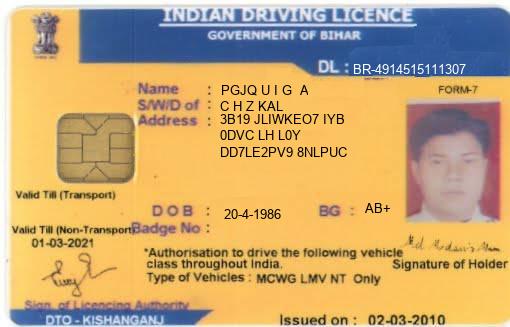 INDIAN DRIVING LICENCE
GOVERNMENT OF BIHAR
DL : BR-4914515111307
Name : PGJQ U I G A
FORM-7
S/W/D of : C H Z KAL
Address : 3B19 JLIWKEO7 IYB
0DVC LH L0Y
DD7LE2PV9 8NLPUC
Valid Till (Transport)
DOB : 20-4-1986 BG : AB+
Valid Till (Non-Transport)
Badge No :
01-03-2021
*Authorisation to drive the following vehicle
class throughout India.
Signature of Holder
Type of Vehicles : MCWG LMV NT Only
Sign. of Licencing Authority
DTO - KISHANGANJ
Issued on : 02-03-2010